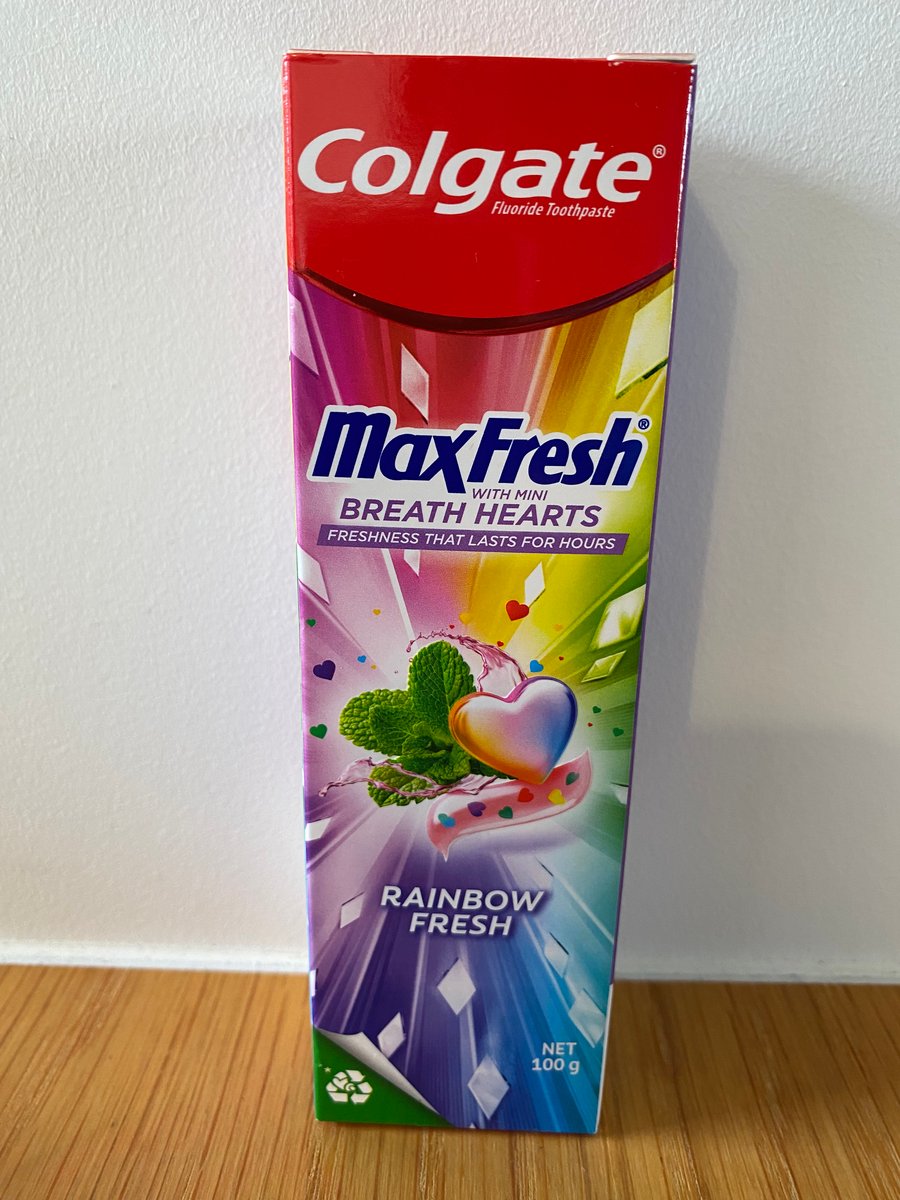 Colgate®
Fluoride Toothpaste
MaxFresh®
WITH MINI
BREATH HEARTS
FRESHNESS THAT LASTS FOR HOURS
RAINBOW
FRESH
NET
100 g